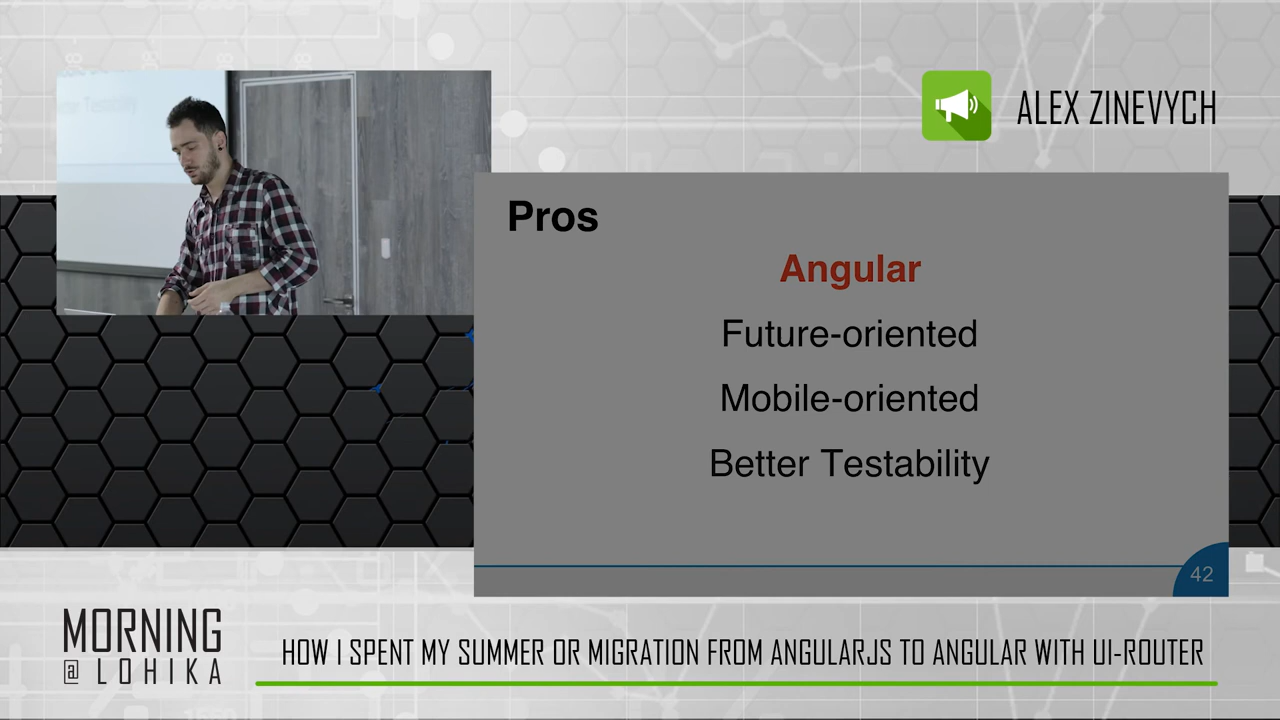 ALEX ZINEVYCH
Pros
Angular
Future-oriented
Mobile-oriented
Better Testability
42
MORNING
@ LOHIKA
HOW I SPENT MY SUMMER OR MIGRATION FROM ANGULARJS TO ANGULAR WITH UI-ROUTER